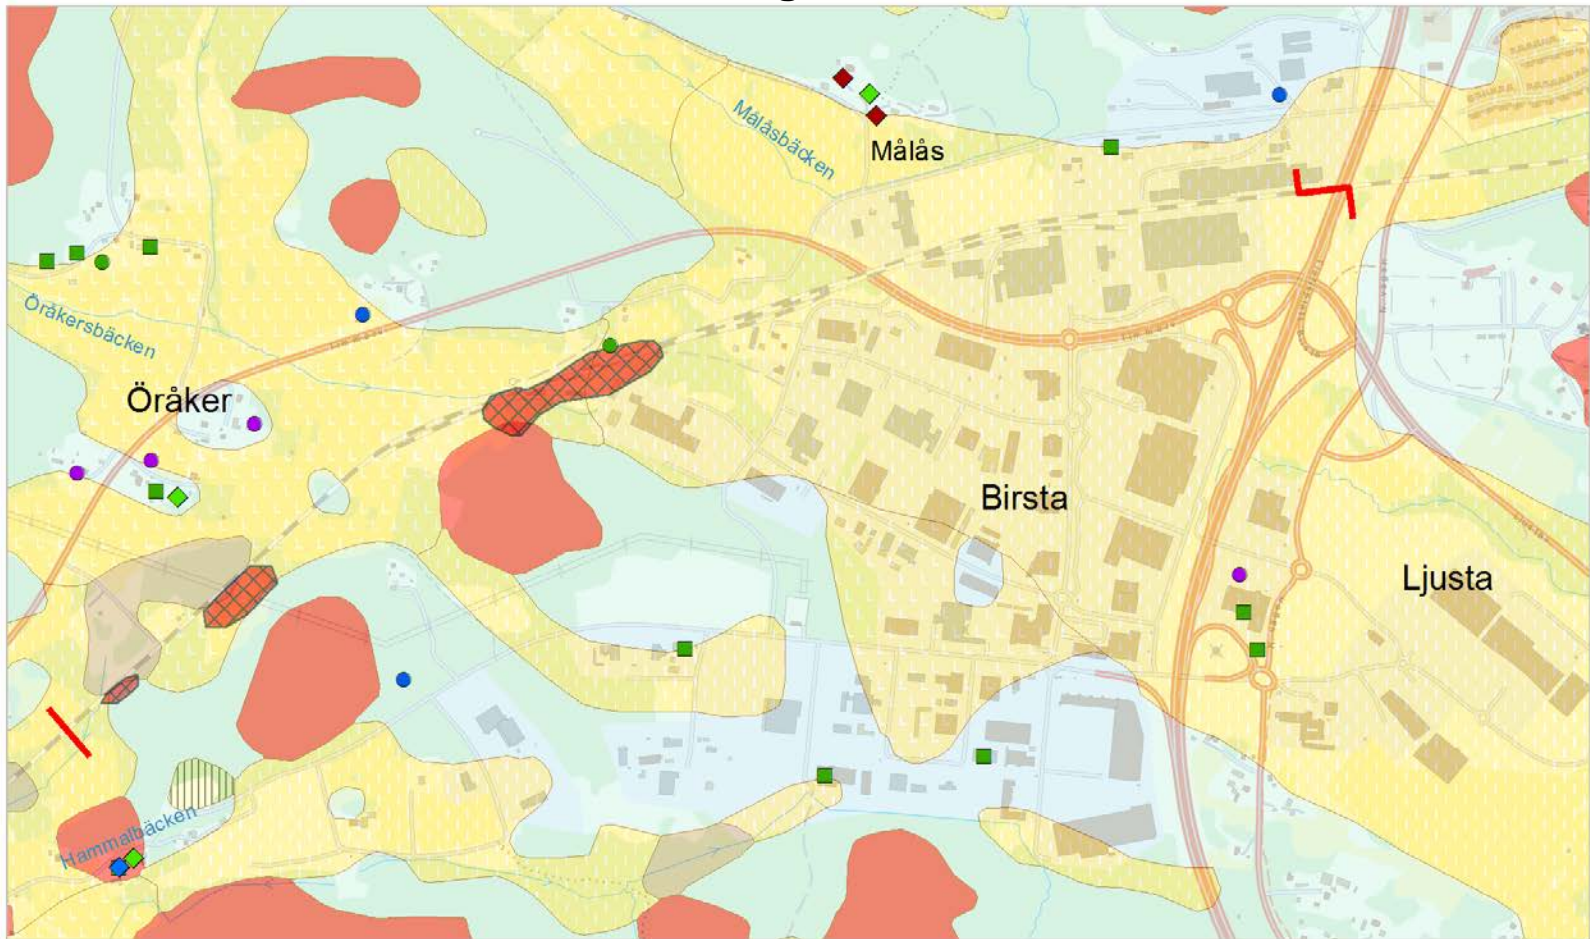 Målåsbäcken
Målås
Öråkersbäcken
Öråker
Birsta
Ljusta
Hammalbäcken